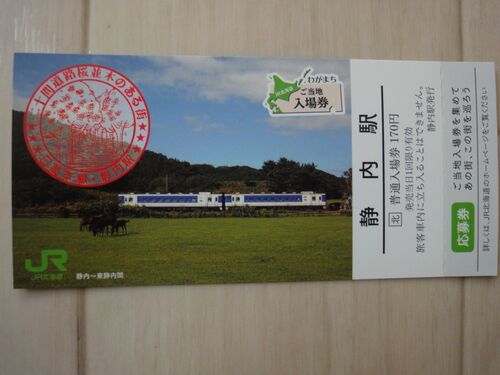 二十間道路桜並木のある街
わがまち
ご当地
入場券
JR北海道
静内～東静内間
静内駅
北 普通入場券 170円
発売当日1回限り有効
旅客車内に立ち入ることはできません。
静内駅発行
応募券
ご当地入場券を集めて
あの街、この街を巡ろう
詳しくは、JR北海道のホームページをご覧ください